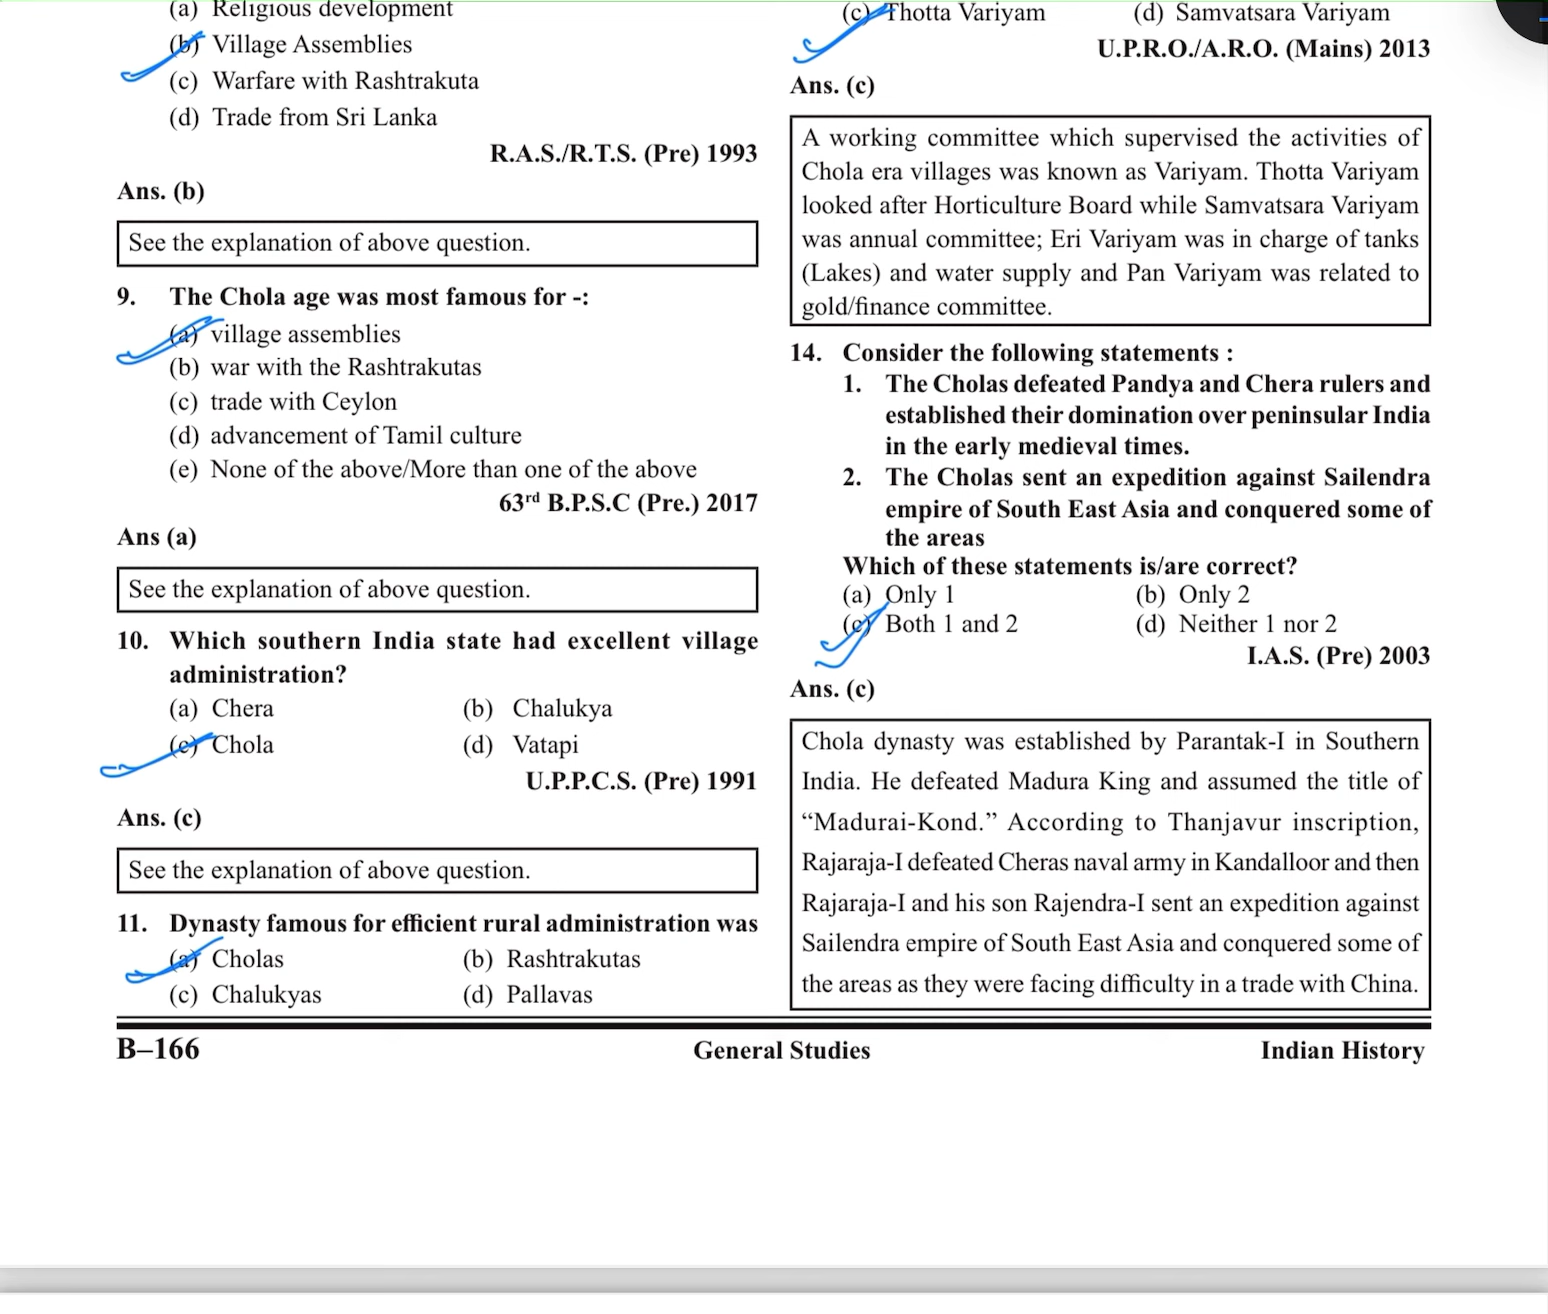 (a) Religious development
(b) Village Assemblies
(c) Warfare with Rashtrakuta
(d) Trade from Sri Lanka
R.A.S./R.T.S. (Pre) 1993
Ans. (b)
See the explanation of above question.
9. The Chola age was most famous for -:
(a) village assemblies
(b) war with the Rashtrakutas
(c) trade with Ceylon
(d) advancement of Tamil culture
(e) None of the above/More than one of the above
63rd B.P.S.C (Pre.) 2017
Ans (a)
See the explanation of above question.
10. Which southern India state had excellent village
administration?
(a) Chera (b) Chalukya
(c) Chola (d) Vatapi
U.P.P.C.S. (Pre) 1991
Ans. (c)
See the explanation of above question.
11. Dynasty famous for efficient rural administration was
(a) Cholas (b) Rashtrakutas
(c) Chalukyas (d) Pallavas
(c) Thotta Variyam (d) Samvatsara Variyam
U.P.R.O./A.R.O. (Mains) 2013
Ans. (c)
A working committee which supervised the activities of
Chola era villages was known as Variyam. Thotta Variyam
looked after Horticulture Board while Samvatsara Variyam
was annual committee; Eri Variyam was in charge of tanks
(Lakes) and water supply and Pan Variyam was related to
gold/finance committee.
14. Consider the following statements :
1. The Cholas defeated Pandya and Chera rulers and
established their domination over peninsular India
in the early medieval times.
2. The Cholas sent an expedition against Sailendra
empire of South East Asia and conquered some of
the areas
Which of these statements is/are correct?
(a) Only 1 (b) Only 2
(c) Both 1 and 2 (d) Neither 1 nor 2
I.A.S. (Pre) 2003
Ans. (c)
Chola dynasty was established by Parantak-I in Southern
India. He defeated Madura King and assumed the title of
“Madurai-Kond.” According to Thanjavur inscription,
Rajaraja-I defeated Cheras naval army in Kandalloor and then
Rajaraja-I and his son Rajendra-I sent an expedition against
Sailendra empire of South East Asia and conquered some of
the areas as they were facing difficulty in a trade with China.
B–166 General Studies Indian History